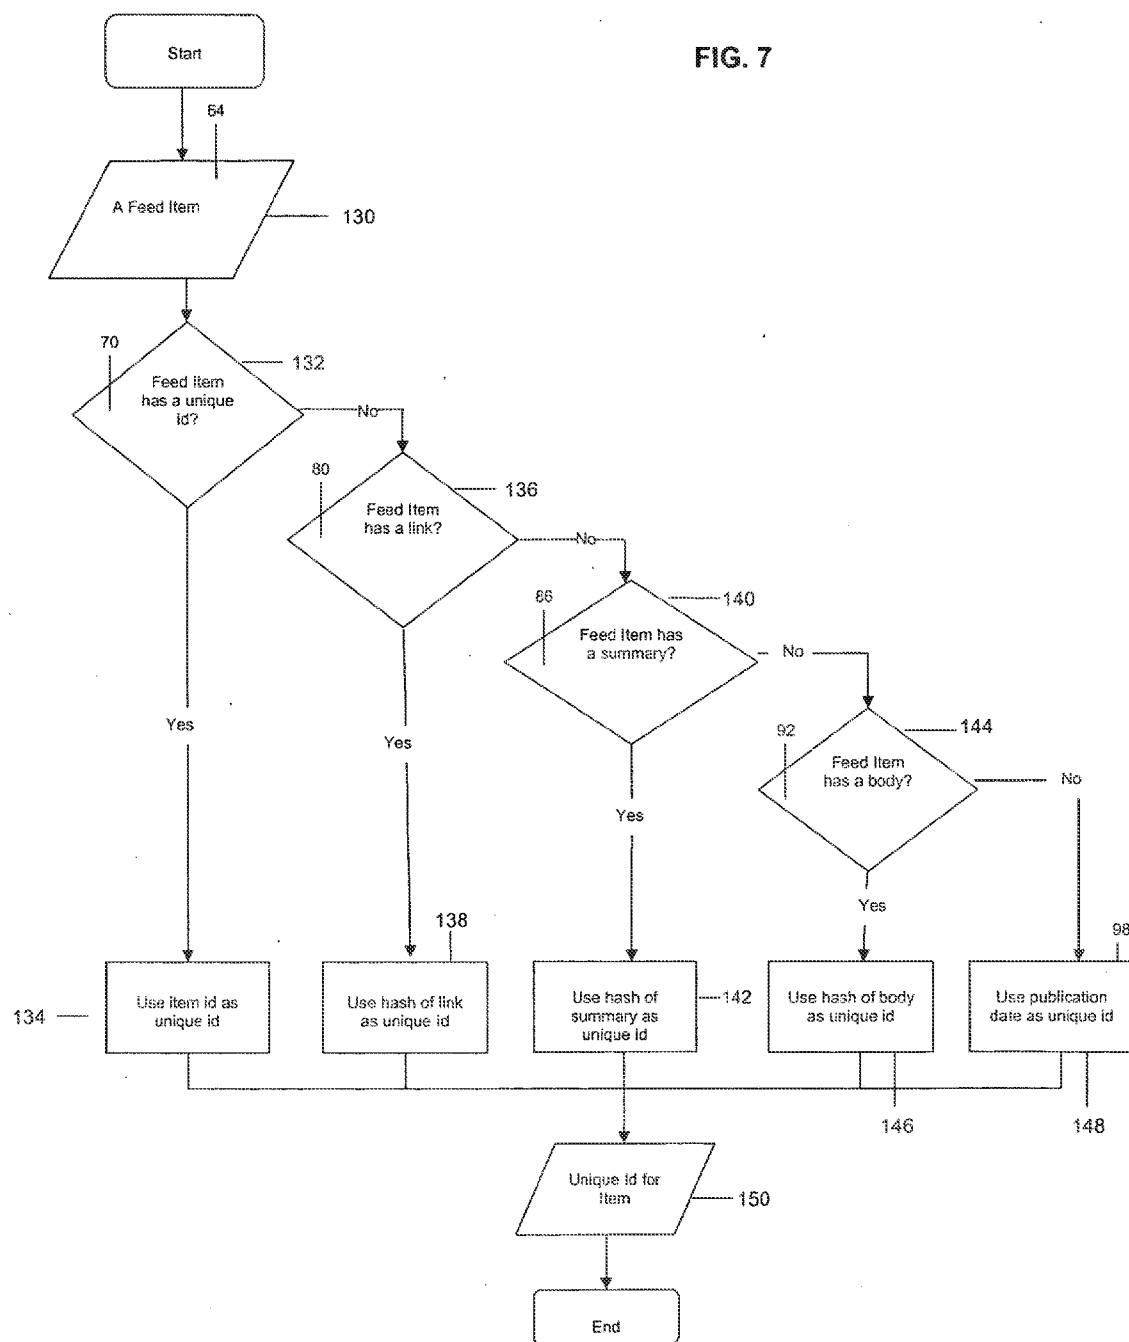 FIG. 7
Start
64
A Feed Item
130
70
132
Feed Item
has a unique
id?
No
80
136
Feed Item
has a link?
No
86
140
Feed Item has
a summary?
No
92
144
Feed Item
has a body?
No
Yes
Yes
Yes
Yes
138
98
134
Use item id as
unique id
Use hash of link
as unique id
Use hash of
summary as
unique id
142
Use hash of body
as unique id
Use publication
date as unique id
146
148
Unique Id for
Item
150
End